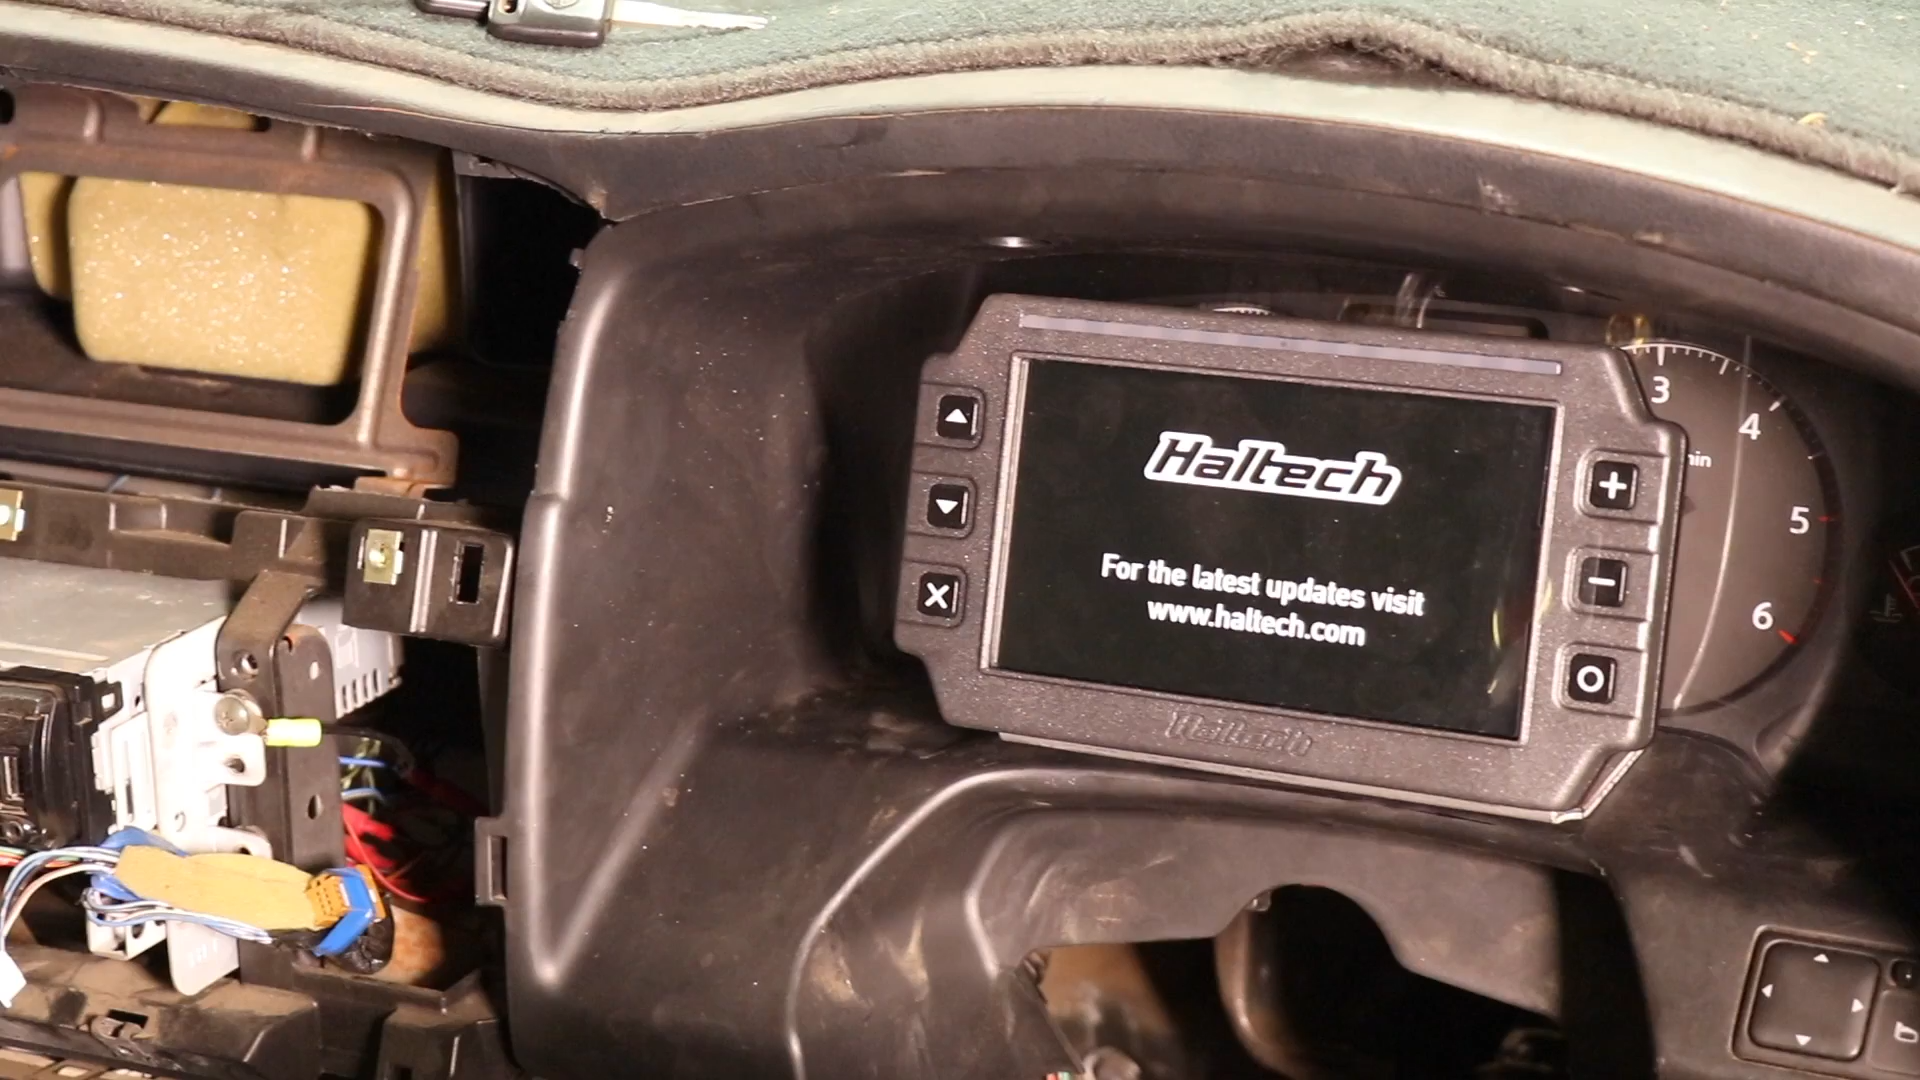 Haltech
For the latest updates visit
www.haltech.com
Haltech
3
4
5
6